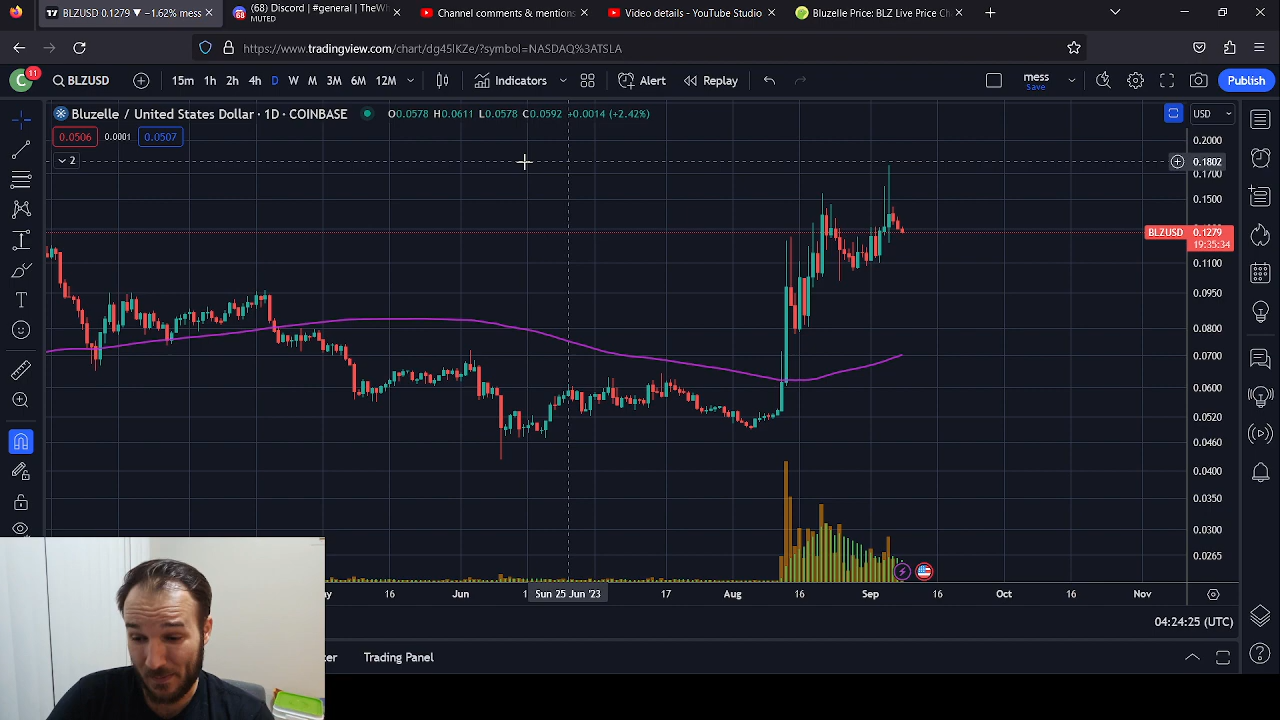 BLZUSD 0.1279 ▼ −1.62% mess
(68) Discord | #general | TheWh
MUTED
Channel comments & mentions
Video details - YouTube Studio
Bluzelle Price: BLZ Live Price Ch
https://www.tradingview.com/chart/dg45lKZe/?symbol=NASDAQ%3ATSLA
C 11 BLZUSD 15m 1h 2h 4h D W M 3M 6M 12M Indicators Alert Replay mess Save Publish
Bluzelle / United States Dollar · 1D · COINBASE O0.0578 H0.0611 L0.0578 C0.0592 +0.0014 (+2.42%) USD
0.0506 0.0001 0.0507
2
0.2000
0.1802
0.1700
0.1500
BLZUSD 0.1279
19:35:34
0.1100
0.0950
0.0800
0.0700
0.0600
0.0520
0.0460
0.0400
0.0350
0.0300
0.0265
16 Jun Sun 25 Jun '23 17 Aug 16 Sep 16 Oct 16 Nov
04:24:25 (UTC)
Trading Panel